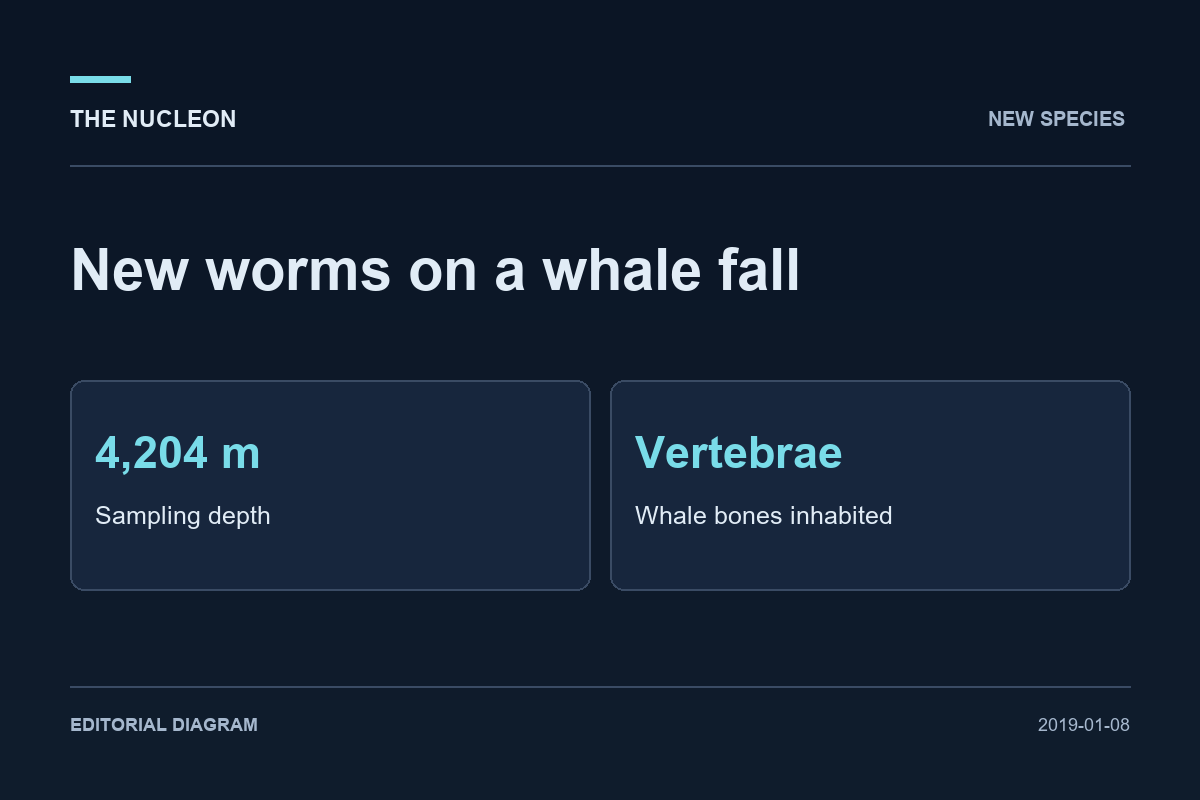 THE NUCLEON
NEW SPECIES
New worms on a whale fall
4,204 m
Sampling depth
Vertebrae
Whale bones inhabited
EDITORIAL DIAGRAM
2019-01-08